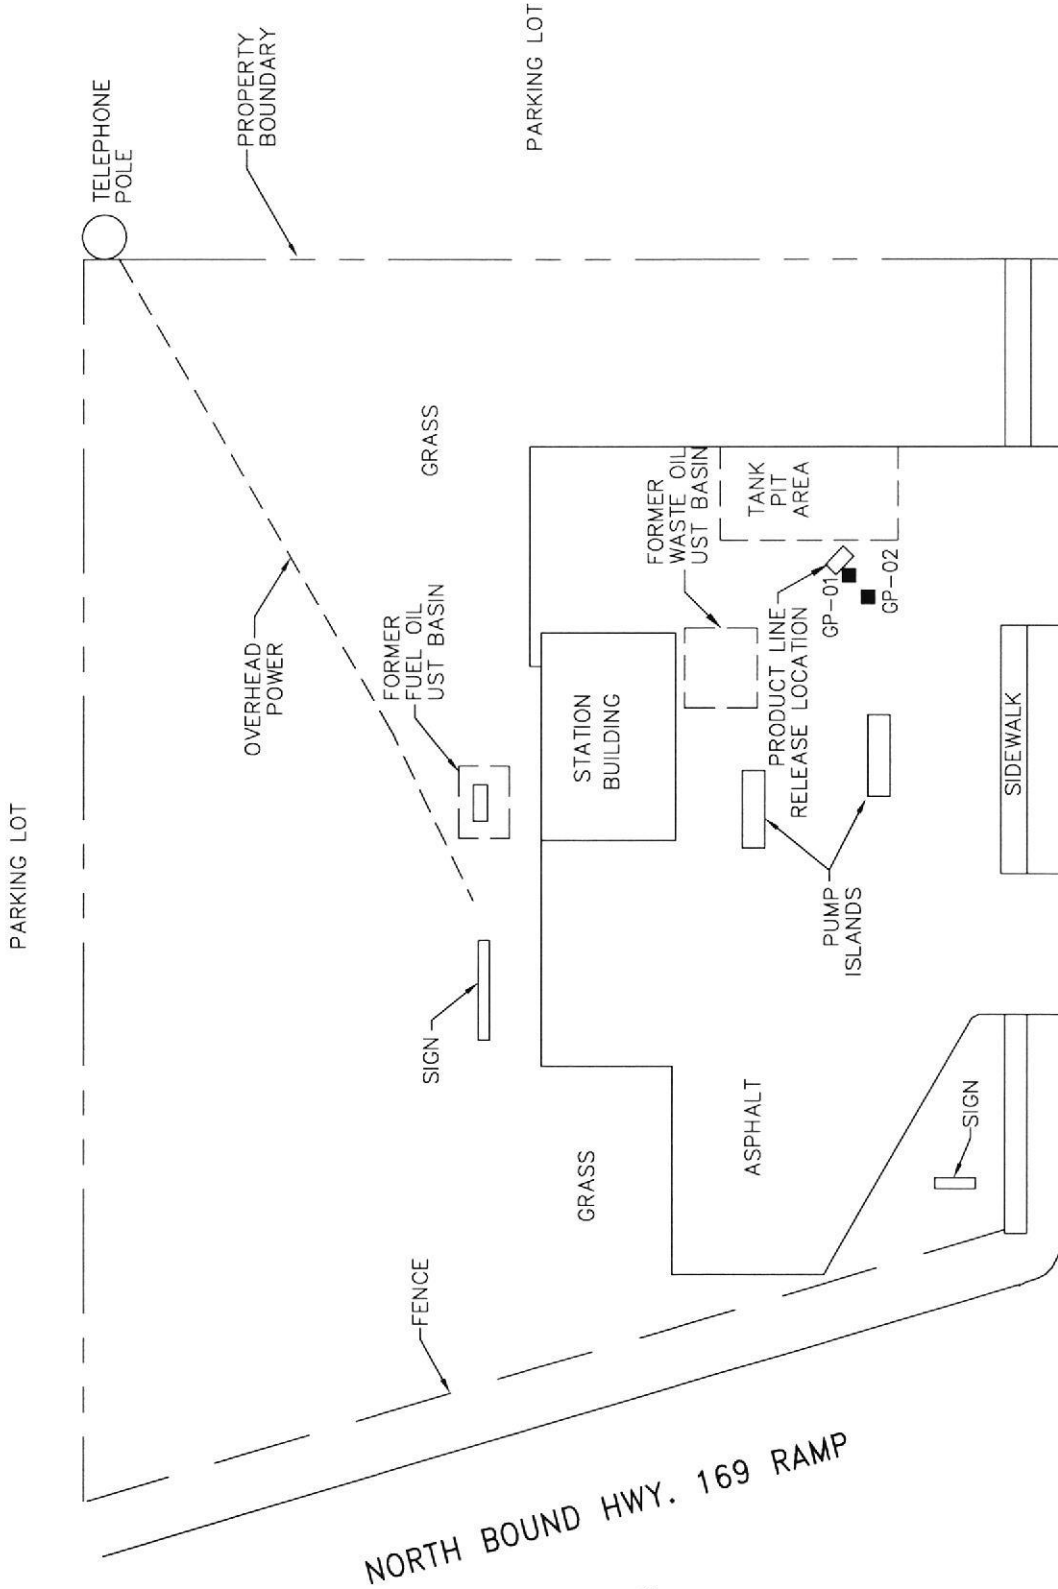 PARKING LOT
TELEPHONE
POLE
PROPERTY
BOUNDARY
PARKING LOT
OVERHEAD
POWER
GRASS
FORMER
FUEL OIL
UST BASIN
FORMER
WASTE OIL
UST BASIN
TANK
PIT
AREA
STATION
BUILDING
PRODUCT LINE
RELEASE LOCATION
GP-01
GP-02
PUMP
ISLANDS
SIDEWALK
SIGN
ASPHALT
GRASS
SIGN
FENCE
NORTH BOUND HWY. 169 RAMP